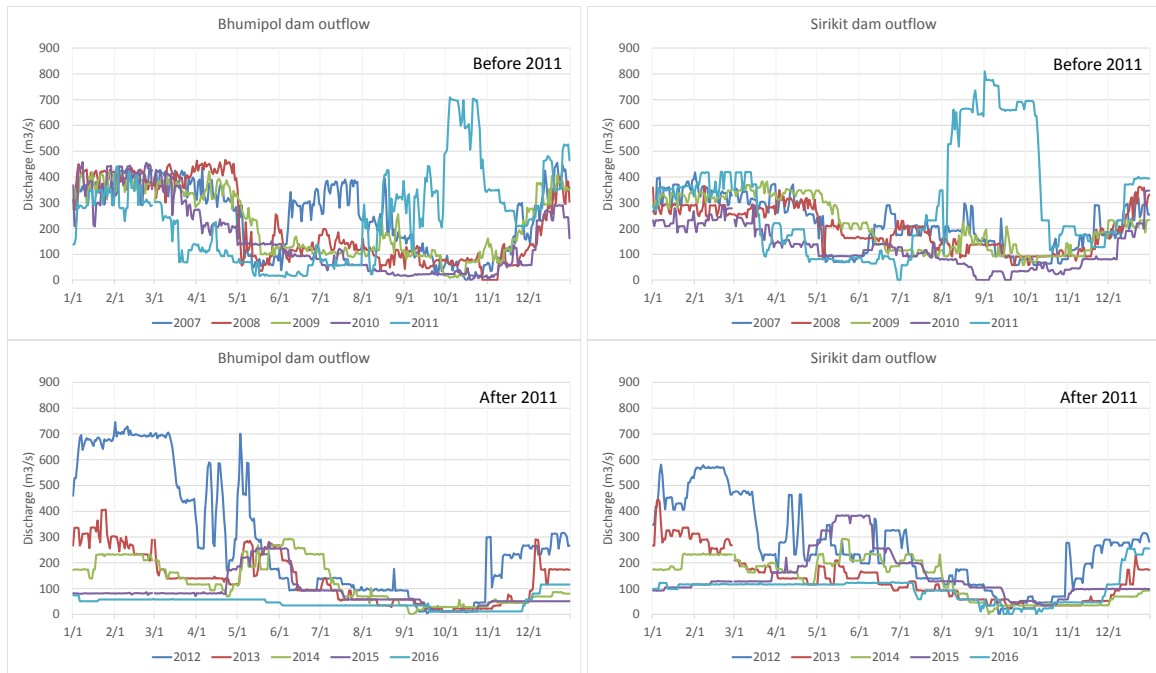 Bhumipol dam outflow
Before 2011
Discharge (m3/s)
900
800
700
600
500
400
300
200
100
0
1/1 2/1 3/1 4/1 5/1 6/1 7/1 8/1 9/1 10/1 11/1 12/1
2007 2008 2009 2010 2011
Sirikit dam outflow
Before 2011
Discharge (m3/s)
900
800
700
600
500
400
300
200
100
0
1/1 2/1 3/1 4/1 5/1 6/1 7/1 8/1 9/1 10/1 11/1 12/1
2007 2008 2009 2010 2011
Bhumipol dam outflow
After 2011
Discharge (m3/s)
900
800
700
600
500
400
300
200
100
0
1/1 2/1 3/1 4/1 5/1 6/1 7/1 8/1 9/1 10/1 11/1 12/1
2012 2013 2014 2015 2016
Sirikit dam outflow
After 2011
Discharge (m3/s)
900
800
700
600
500
400
300
200
100
0
1/1 2/1 3/1 4/1 5/1 6/1 7/1 8/1 9/1 10/1 11/1 12/1
2012 2013 2014 2015 2016